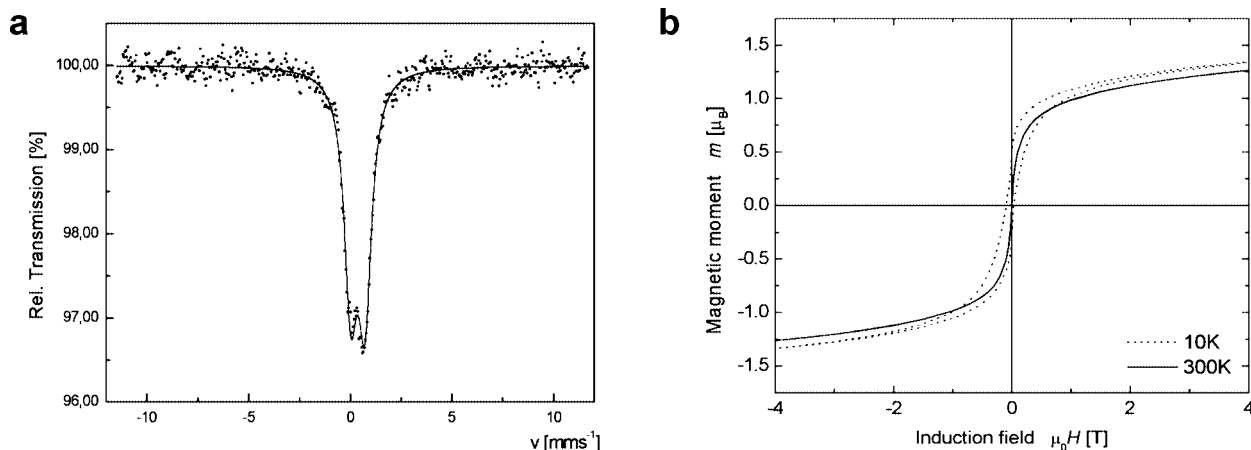 a
100,00
99,00
98,00
97,00
96,00
Rel. Transmission [%]
-10
-5
0
5
10
v [mms⁻¹]
b
1.5
1.0
0.5
0.0
-0.5
-1.0
-1.5
Magnetic moment m [μB]
10K
300K
-4
-2
0
2
4
Induction field μ₀H [T]